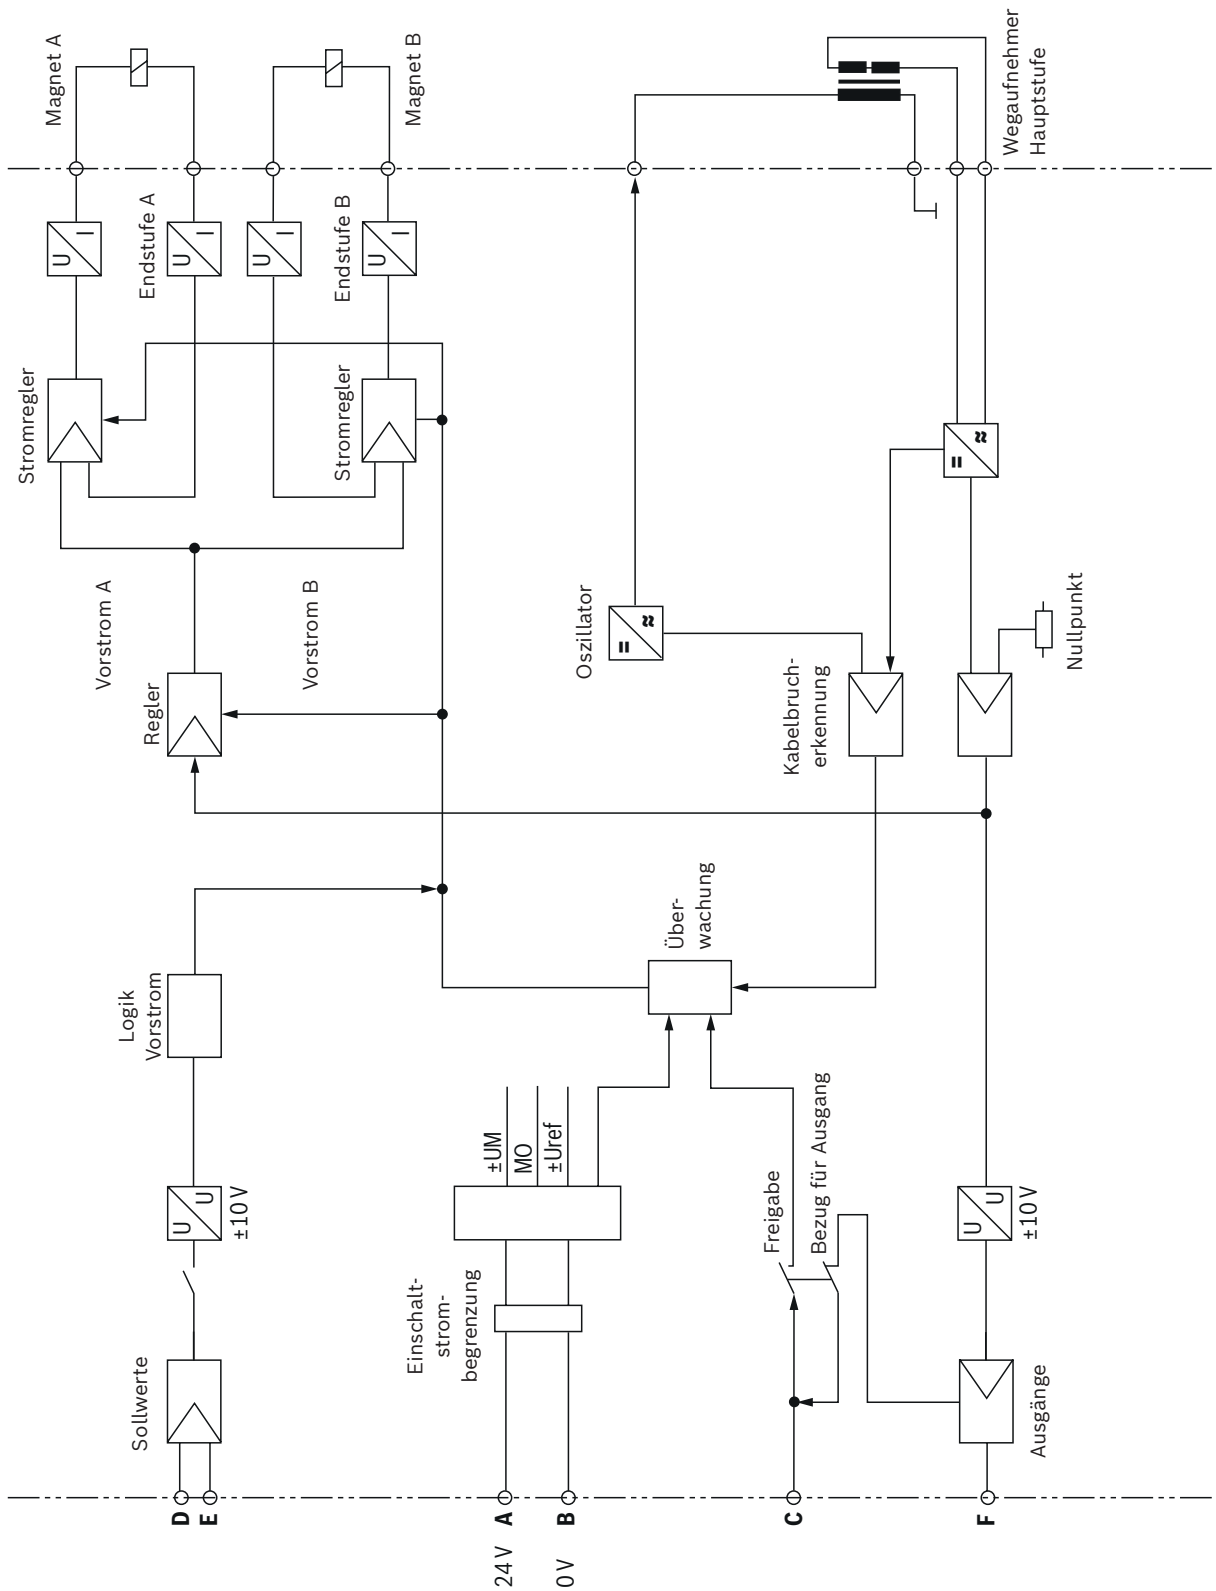 Magnet A
Magnet B
Wegaufnehmer
Hauptstufe
U
I
U
I
U
I
U
I
Endstufe A
Endstufe B
Stromregler
Stromregler
=
≈
Vorstrom A
Vorstrom B
Oszillator
=
≈
Nullpunkt
Regler
Kabelbruch-
erkennung
Über-
wachung
Logik
Vorstrom
±UM
MO
±Uref
U
U
±10 V
Freigabe
Bezug für Ausgang
U
U
±10 V
Einschalt-
strom-
begrenzung
Sollwerte
Ausgänge
D
E
24 V A
0 V B
C
F